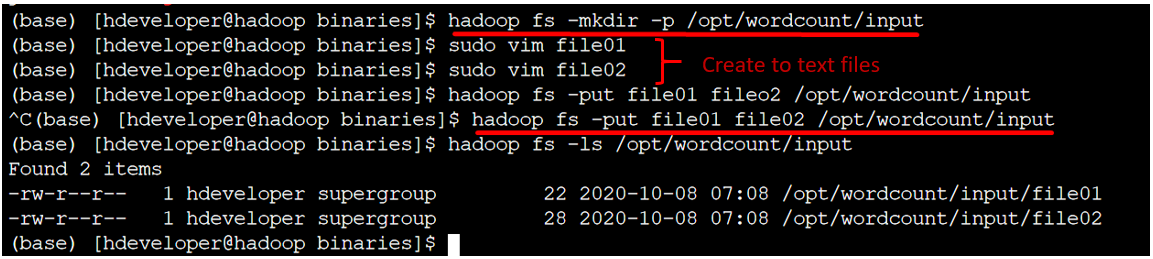 (base) [hdeveloper@hadoop binaries]$ hadoop fs -mkdir -p /opt/wordcount/input
(base) [hdeveloper@hadoop binaries]$ sudo vim file01
(base) [hdeveloper@hadoop binaries]$ sudo vim file02
Create to text files
(base) [hdeveloper@hadoop binaries]$ hadoop fs -put file01 fileo2 /opt/wordcount/input
^C(base) [hdeveloper@hadoop binaries]$ hadoop fs -put file01 file02 /opt/wordcount/input
(base) [hdeveloper@hadoop binaries]$ hadoop fs -ls /opt/wordcount/input
Found 2 items
-rw-r--r--   1 hdeveloper supergroup         22 2020-10-08 07:08 /opt/wordcount/input/file01
-rw-r--r--   1 hdeveloper supergroup         28 2020-10-08 07:08 /opt/wordcount/input/file02
(base) [hdeveloper@hadoop binaries]$